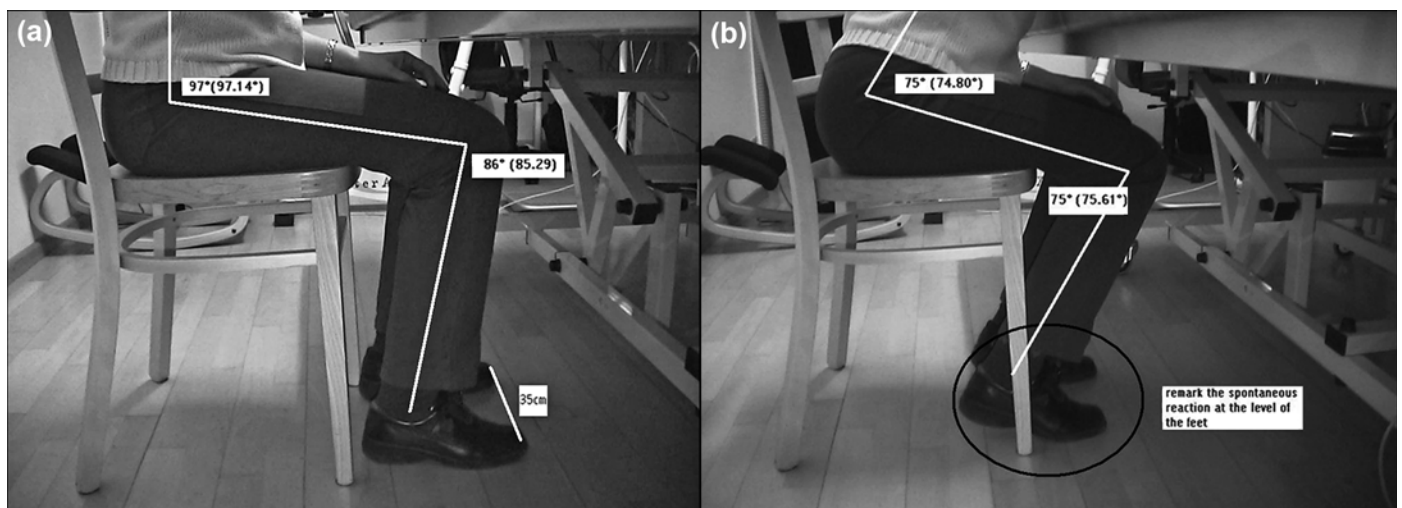 (a)
97° (97.14°)
86° (85.29)
35cm
(b)
75° (74.80°)
75° (75.61°)
remark the spontaneous
reaction at the level of
the feet